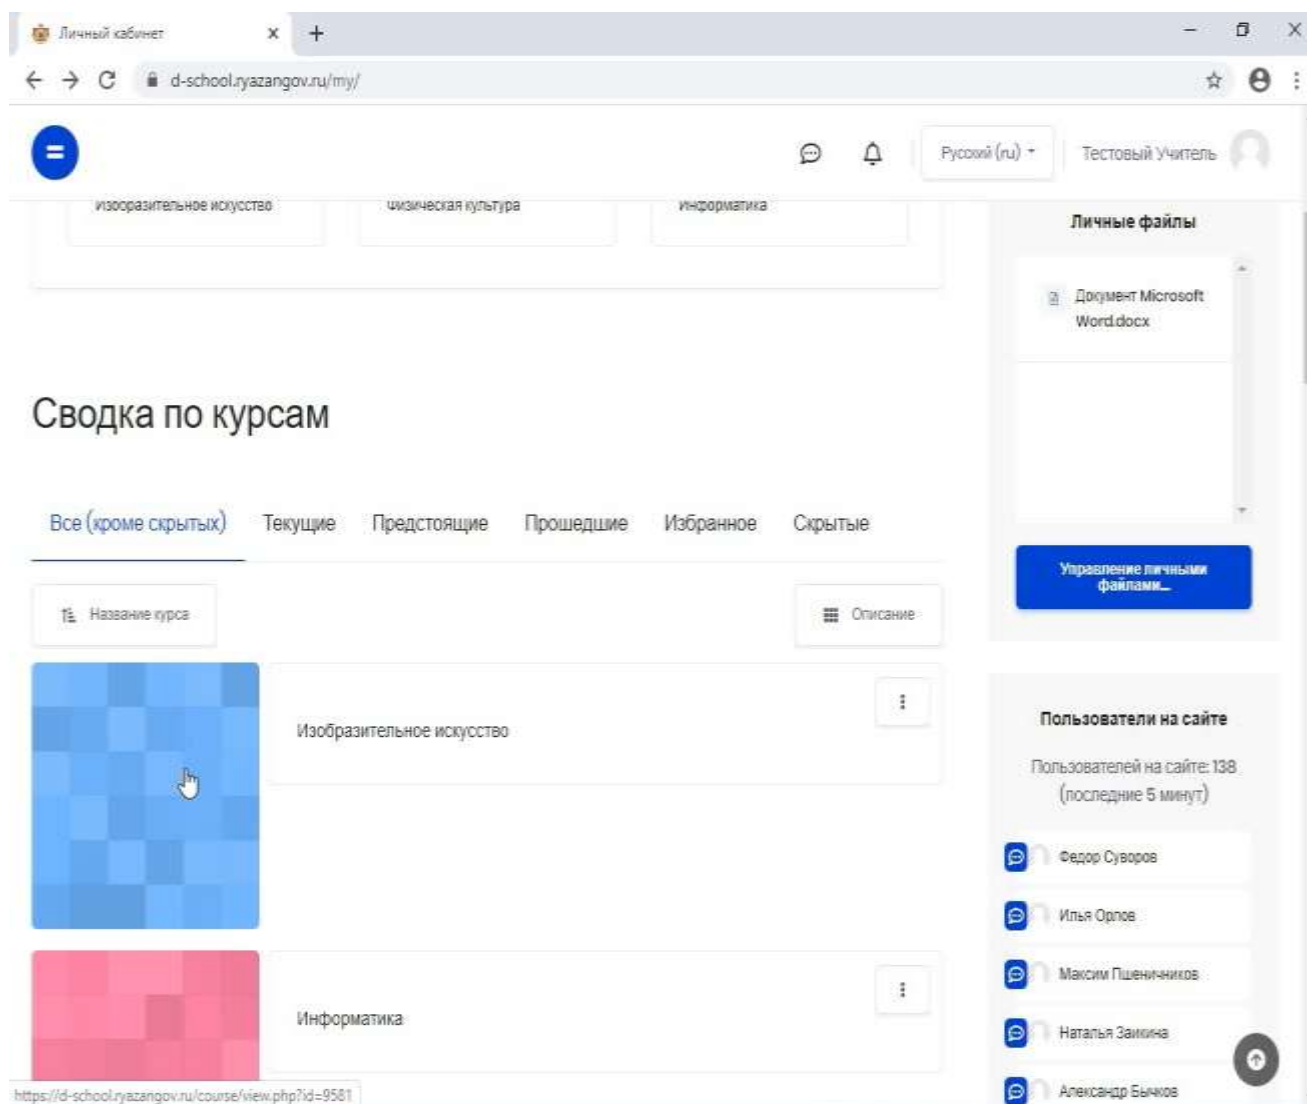 Личный кабинет
d-school.ryazangov.ru/my/
Русский (ru)
Тестовый Учитель
Изобразительное искусство
Физическая культура
Информатика
Личные файлы
Документ Microsoft
Word.docx
Управление личными
файлами...
Сводка по курсам
Все (кроме скрытых)
Текущие
Предстоящие
Прошедшие
Избранное
Скрытые
Название курса
Описание
Изобразительное искусство
Информатика
Пользователи на сайте
Пользователей на сайте: 138
(последние 5 минут)
Федор Суворов
Илья Орлов
Максим Пшеничников
Наталья Заикина
Александр Бычков
https://d-school.ryazangov.ru/course/view.php?id=9581